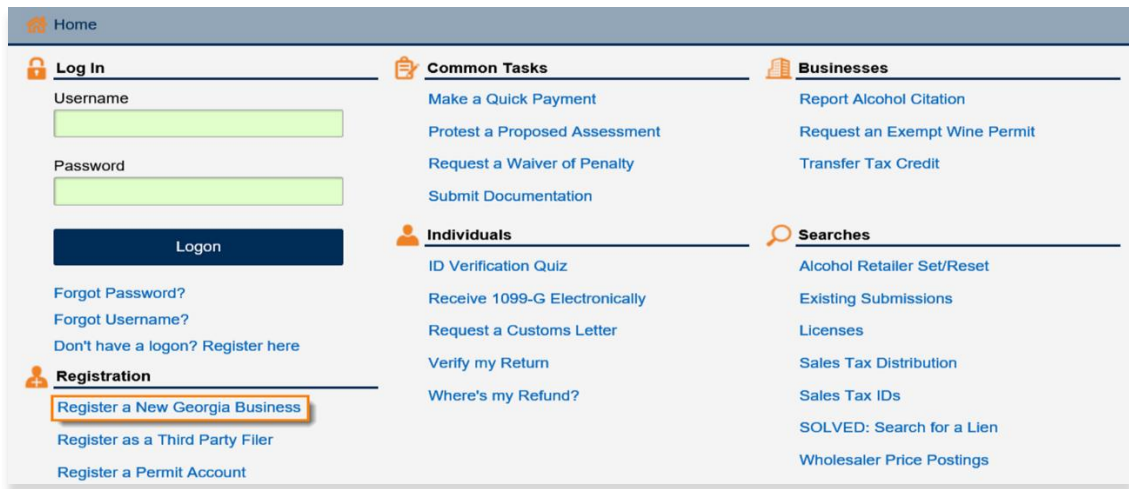 Home
Log In
Username
Password
Logon
Forgot Password?
Forgot Username?
Don't have a logon? Register here
Registration
Register a New Georgia Business
Register as a Third Party Filer
Register a Permit Account
Common Tasks
Make a Quick Payment
Protest a Proposed Assessment
Request a Waiver of Penalty
Submit Documentation
Individuals
ID Verification Quiz
Receive 1099-G Electronically
Request a Customs Letter
Verify my Return
Where's my Refund?
Businesses
Report Alcohol Citation
Request an Exempt Wine Permit
Transfer Tax Credit
Searches
Alcohol Retailer Set/Reset
Existing Submissions
Licenses
Sales Tax Distribution
Sales Tax IDs
SOLVED: Search for a Lien
Wholesaler Price Postings